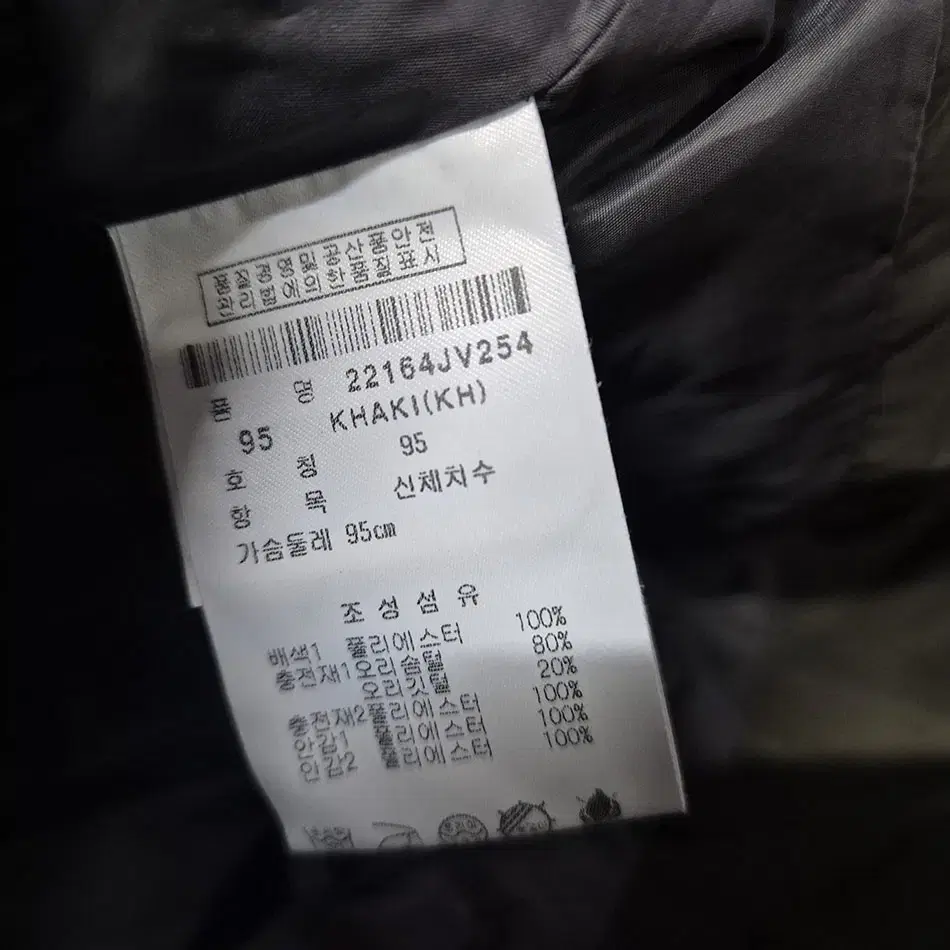 품질경영및공산품안전
관리법에의한품질표시
품 명 22164JV254
95 KHAKI(KH)
호 칭 95
항 목 신체치수
가슴둘레 95cm
조 성 섬 유
배색1 폴리에스터 100%
충전재1 오리솜털 80%
오리깃털 20%
충전재2 폴리에스터 100%
안감1 폴리에스터 100%
안감2 폴리에스터 100%